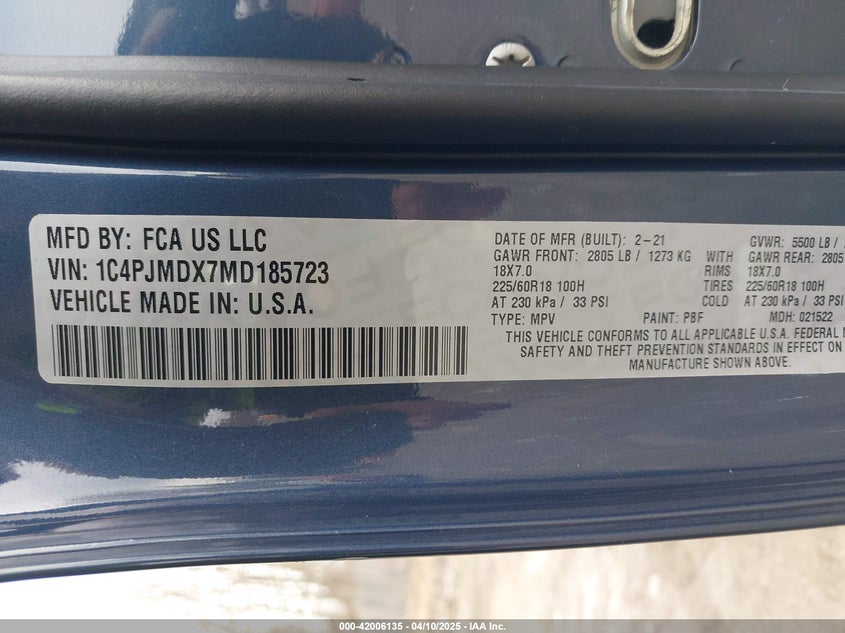 MFD BY: FCA US LLC
VIN: 1C4PJMDX7MD185723
VEHICLE MADE IN: U.S.A.
DATE OF MFR (BUILT): 2-21 GVWR: 5500 LB /
GAWR FRONT: 2805 LB / 1273 KG WITH GAWR REAR: 2805
18X7.0 RIMS 18X7.0
225/60R18 100H TIRES 225/60R18 100H
AT 230 kPa / 33 PSI COLD AT 230 kPa / 33 PSI
TYPE: MPV PAINT: PBF MDH: 021522
THIS VEHICLE CONFORMS TO ALL APPLICABLE U.S.A. FEDERAL
SAFETY AND THEFT PREVENTION STANDARDS IN EFFECT ON
MANUFACTURE SHOWN ABOVE.
000-42006135 - 04/10/2025 - IAA Inc.